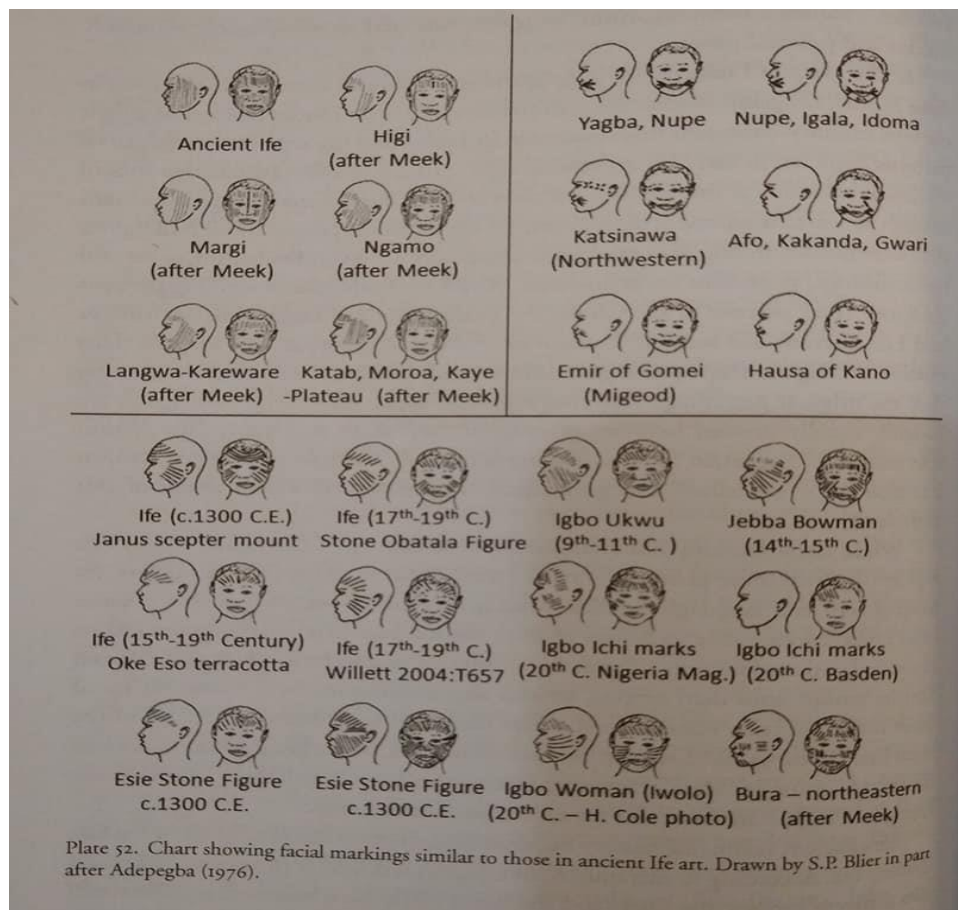 Ancient Ife
Higi
(after Meek)
Margi
(after Meek)
Ngamo
(after Meek)
Langwa-Kareware
(after Meek)
Katab, Moroa, Kaye
-Plateau (after Meek)
Yagba, Nupe
Nupe, Igala, Idoma
Katsinawa
(Northwestern)
Afo, Kakanda, Gwari
Emir of Gomei
(Migeod)
Hausa of Kano
Ife (c.1300 C.E.)
Janus scepter mount
Ife (17th-19th C.)
Stone Obatala Figure
Igbo Ukwu
(9th-11th C. )
Jebba Bowman
(14th-15th C.)
Ife (15th-19th Century)
Oke Eso terracotta
Ife (17th-19th C.)
Willett 2004:T657
Igbo Ichi marks
(20th C. Nigeria Mag.)
Igbo Ichi marks
(20th C. Basden)
Esie Stone Figure
c.1300 C.E.
Esie Stone Figure
c.1300 C.E.
Igbo Woman (Iwolo)
(20th C. – H. Cole photo)
Bura – northeastern
(after Meek)
Plate 52. Chart showing facial markings similar to those in ancient Ife art. Drawn by S.P. Blier in part
after Adepegba (1976).